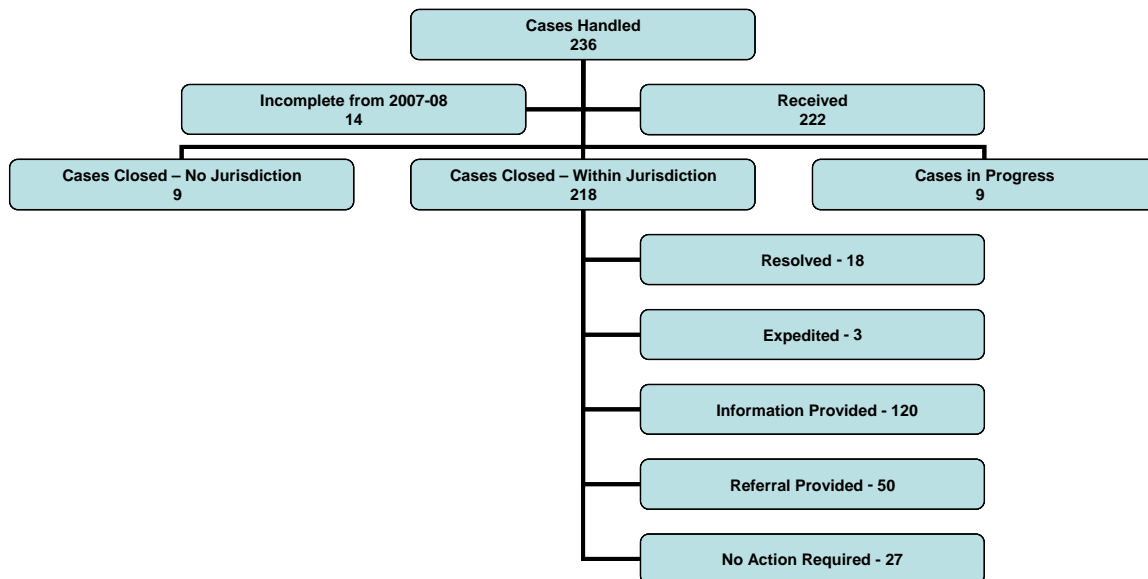 Cases Handled
236
Incomplete from 2007-08
14
Received
222
Cases Closed – No Jurisdiction
9
Cases Closed – Within Jurisdiction
218
Cases in Progress
9
Resolved - 18
Expedited - 3
Information Provided - 120
Referral Provided - 50
No Action Required - 27